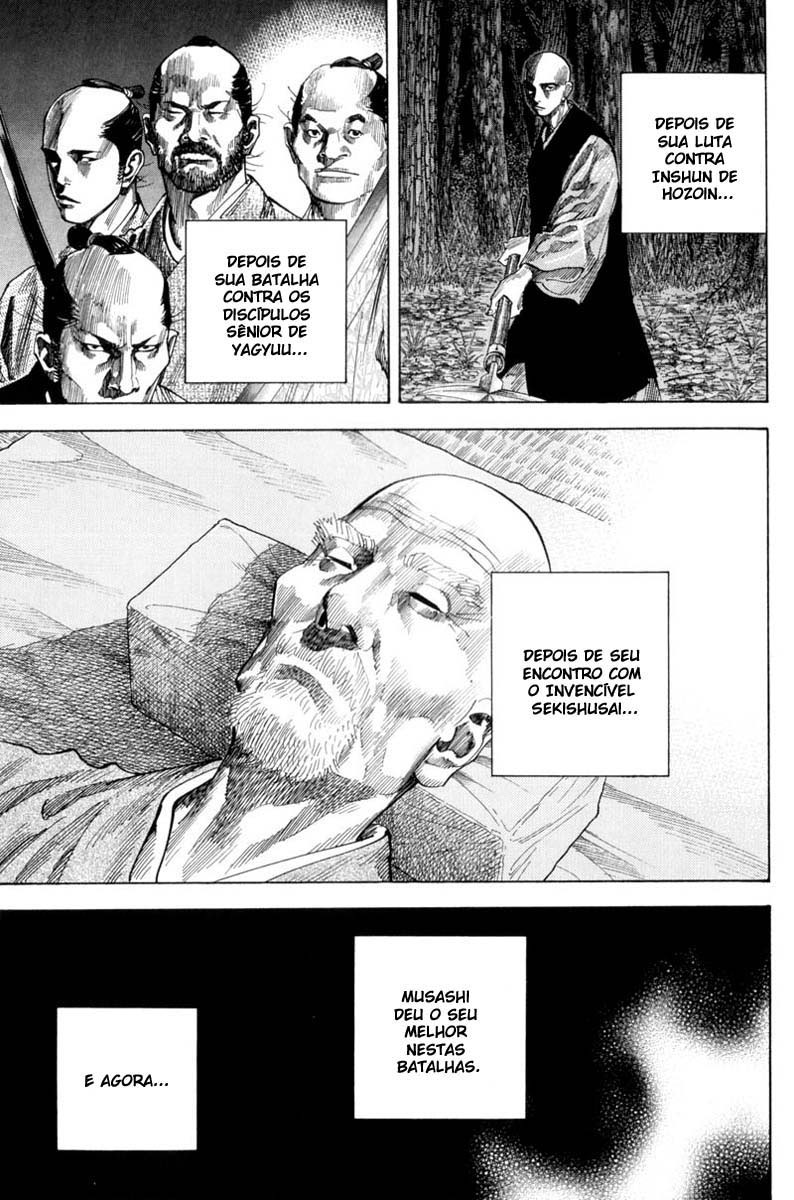 DEPOIS DE
SUA LUTA
CONTRA
INSHUN DE
HOZOIN...
DEPOIS DE
SUA BATALHA
CONTRA OS
DISCÍPULOS
SÊNIOR DE
YAGYUU...
DEPOIS DE SEU
ENCONTRO COM
O INVENCÍVEL
SEKISHUSAI...
MUSASHI
DEU O SEU
MELHOR
NESTAS
BATALHAS.
E AGORA...